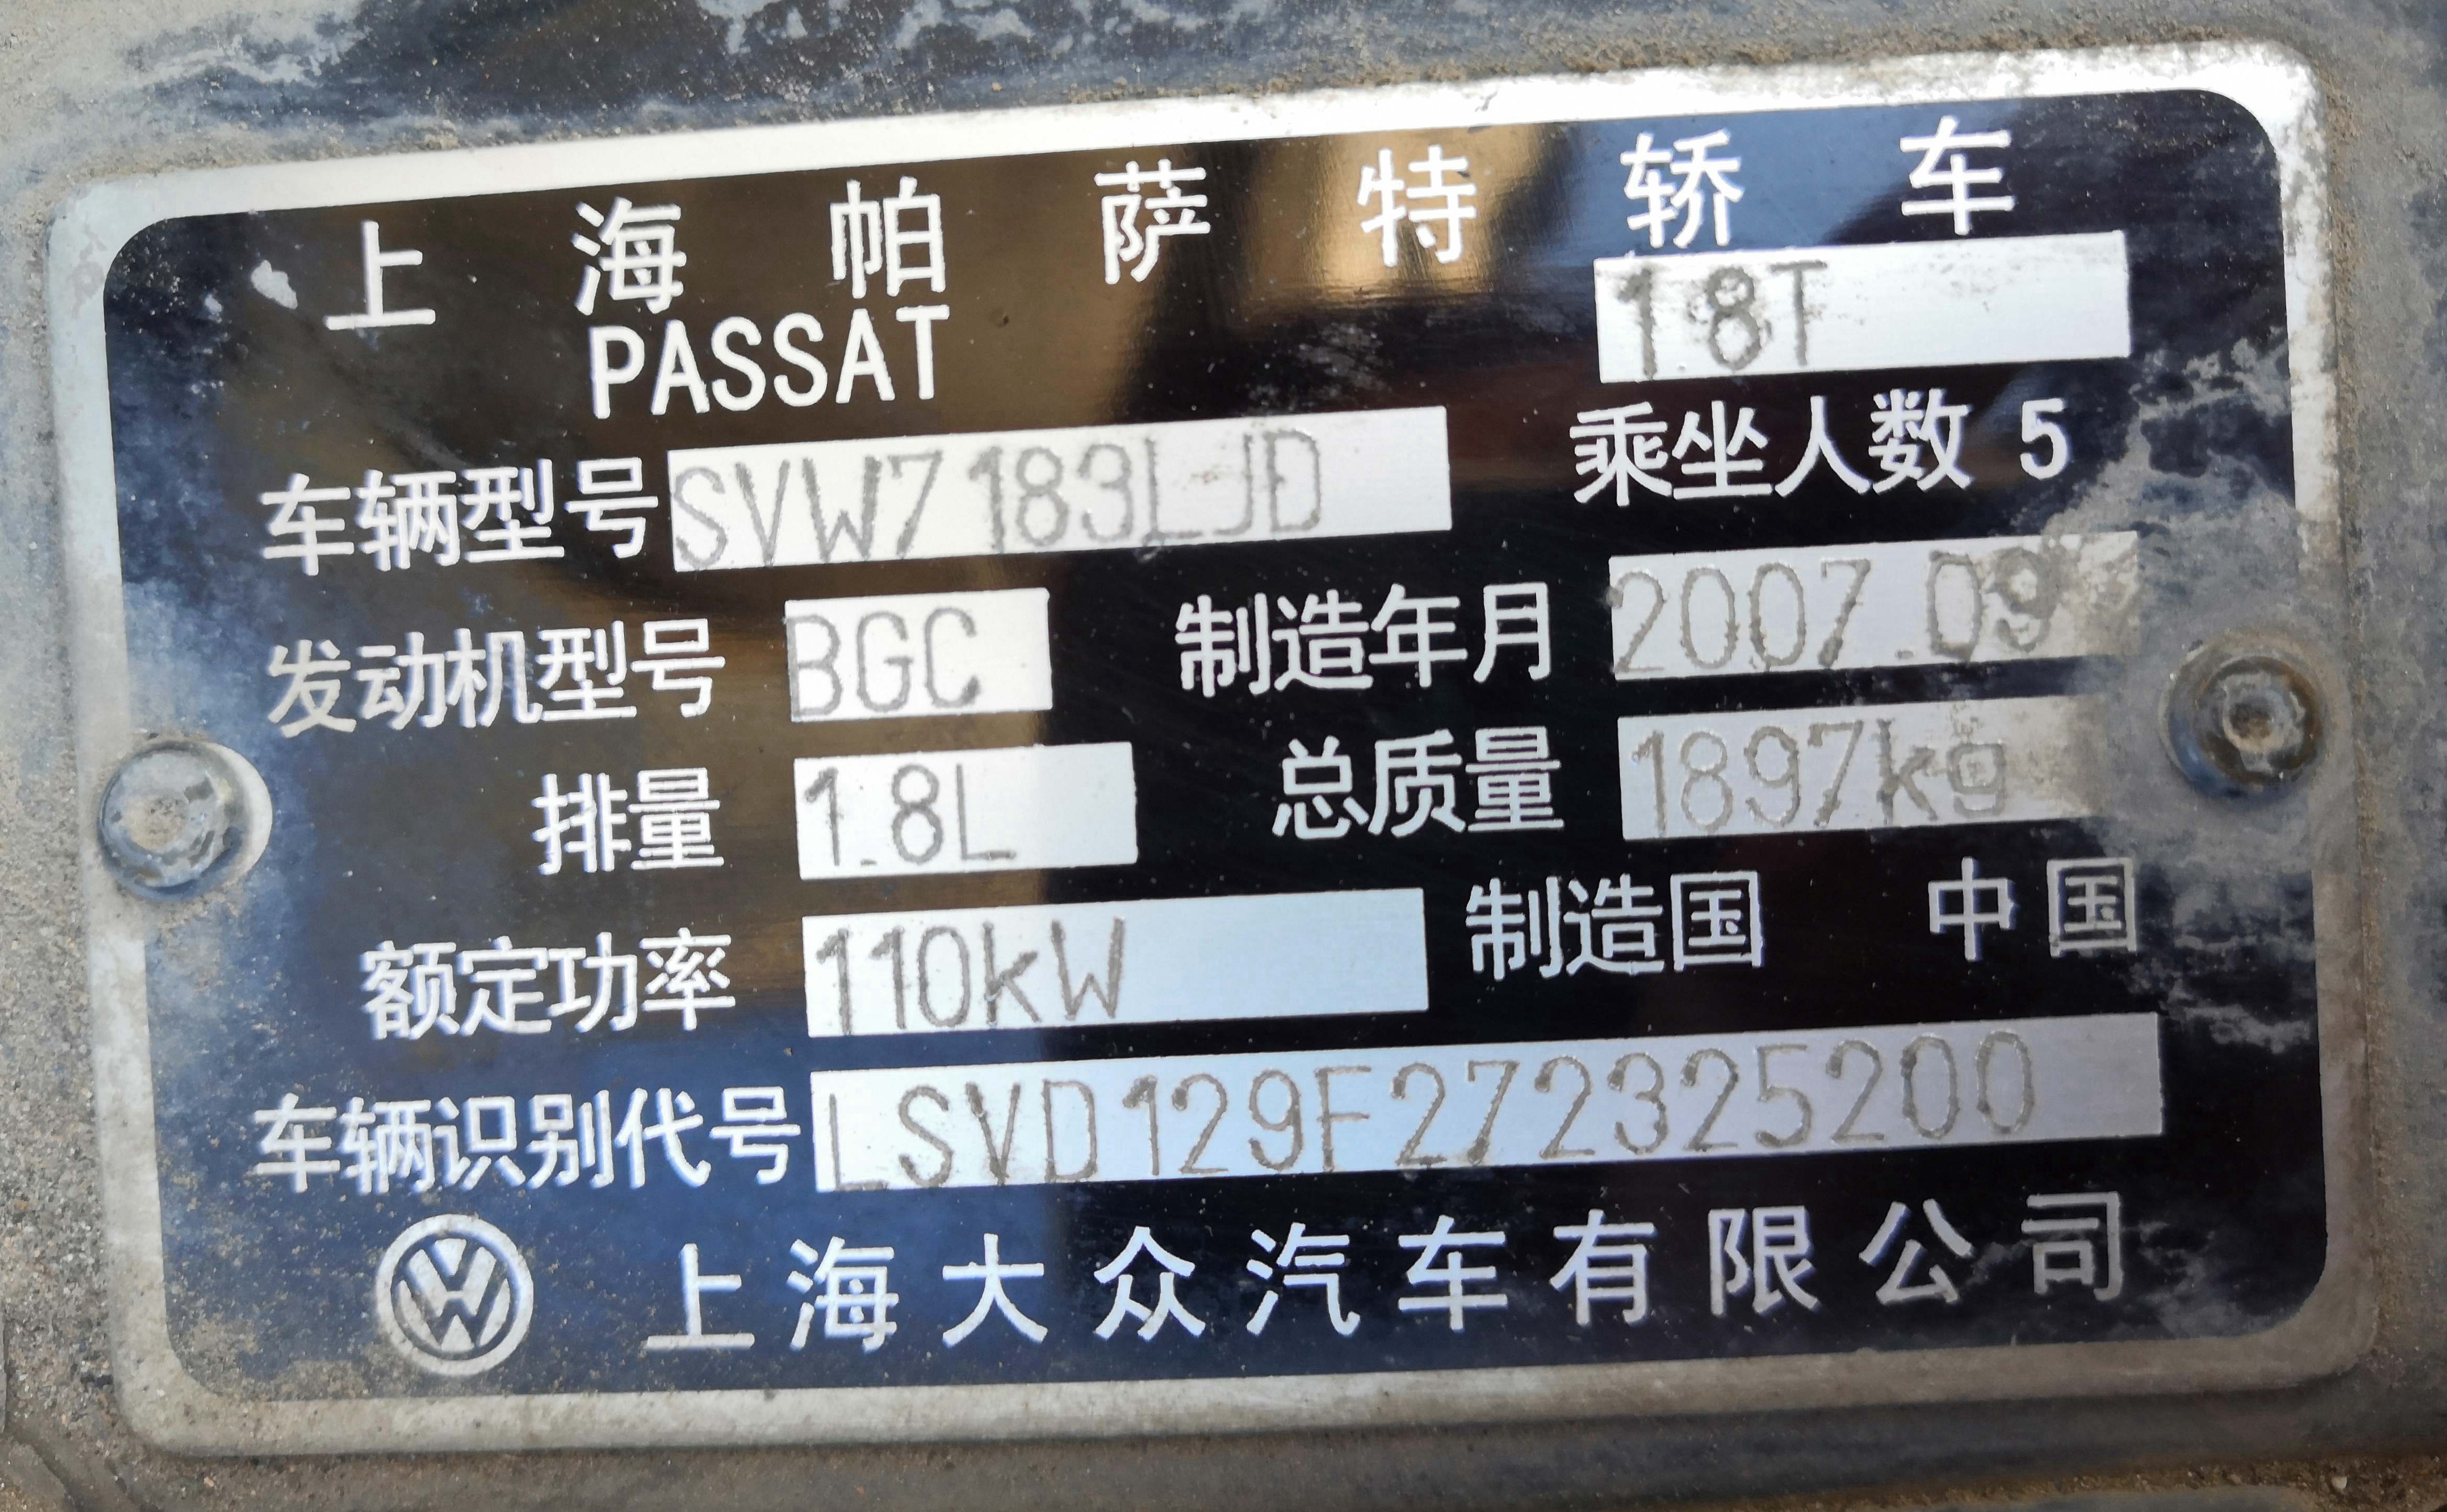 上海帕萨特轿车
PASSAT 1.8T
车辆型号 SVW7183LJD 乘坐人数 5
发动机型号 BGC 制造年月 2007.09
排量 1.8L 总质量 1897kg
额定功率 110kW 制造国 中国
车辆识别代号 LSVD129F272325200
上海大众汽车有限公司